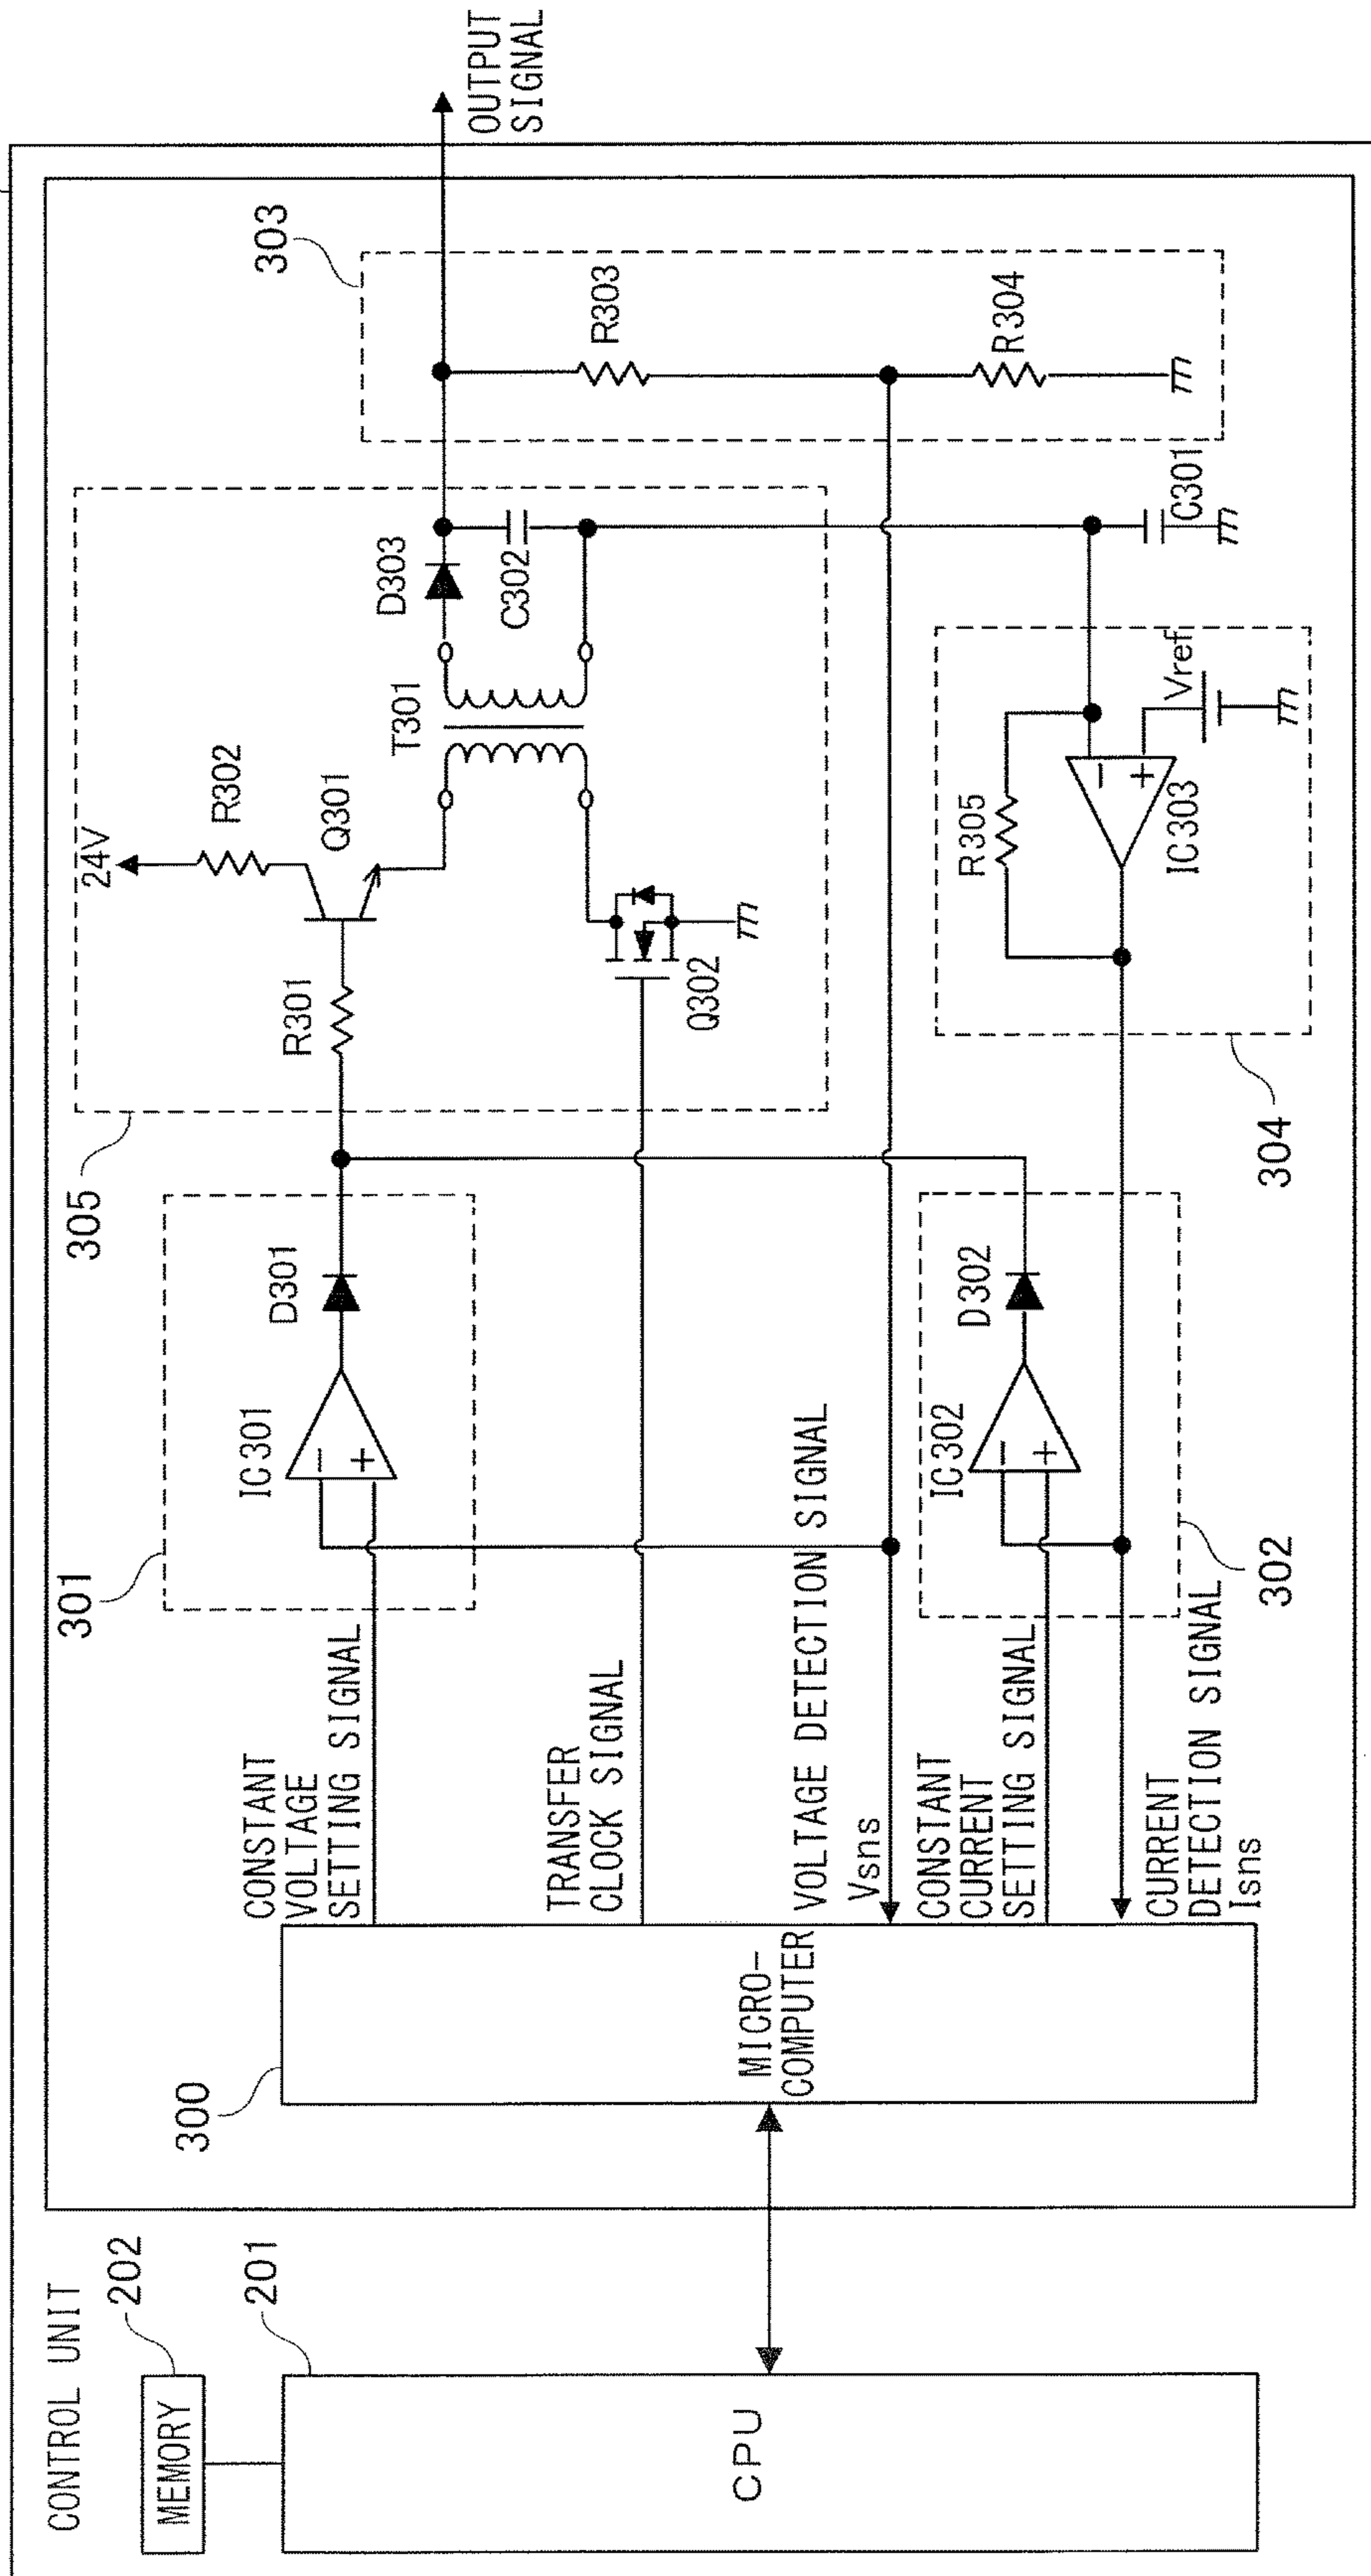 CONTROL UNIT
MEMORY
202
201
CPU
300
MICRO-
COMPUTER
CONSTANT
VOLTAGE
SETTING SIGNAL
TRANSFER
CLOCK SIGNAL
VOLTAGE DETECTION SIGNAL
Vsns
CONSTANT
CURRENT
SETTING SIGNAL
CURRENT
DETECTION SIGNAL
Isns
301
IC301
−
+
D301
302
IC302
−
+
D302
305
R301
24V
R302
Q301
Q302
T301
D303
C302
304
R305
IC303
−
+
Vref
C301
303
R303
R304
OUTPUT
SIGNAL